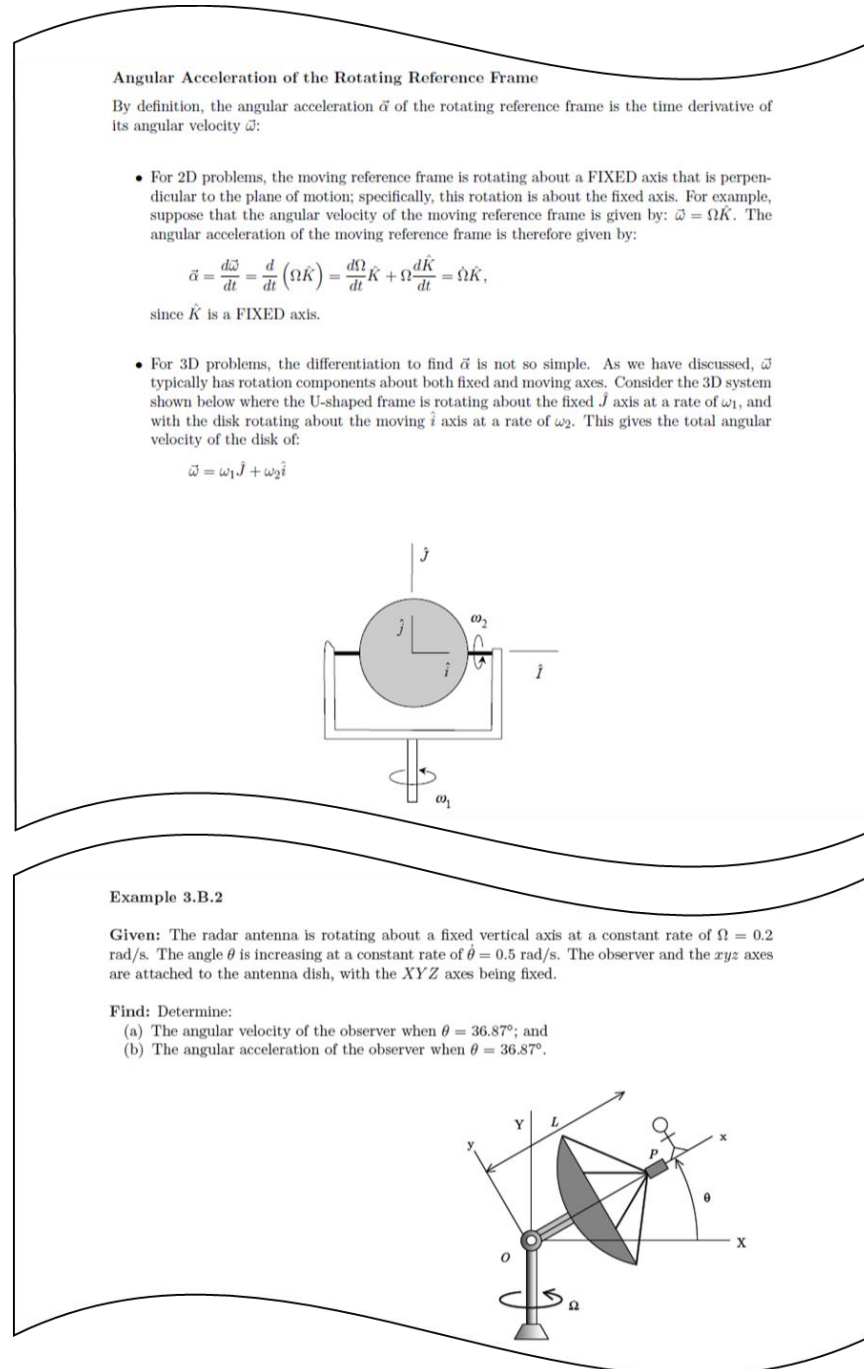 Angular Acceleration of the Rotating Reference Frame
By definition, the angular acceleration α⃗ of the rotating reference frame is the time derivative of
its angular velocity ω⃗:
• For 2D problems, the moving reference frame is rotating about a FIXED axis that is perpen-
dicular to the plane of motion; specifically, this rotation is about the fixed axis. For example,
suppose that the angular velocity of the moving reference frame is given by: ω⃗ = ΩK̂. The
angular acceleration of the moving reference frame is therefore given by:
α⃗ = dω⃗/dt = d/dt (ΩK̂) = dΩ/dt K̂ + Ω dK̂/dt = Ω̇K̂,
since K̂ is a FIXED axis.
• For 3D problems, the differentiation to find α⃗ is not so simple. As we have discussed, ω⃗
typically has rotation components about both fixed and moving axes. Consider the 3D system
shown below where the U-shaped frame is rotating about the fixed Ĵ axis at a rate of ω₁, and
with the disk rotating about the moving î axis at a rate of ω₂. This gives the total angular
velocity of the disk of:
ω⃗ = ω₁Ĵ + ω₂î
Ĵ
ĵ
ω₂
î
Î
ω₁
Example 3.B.2
Given: The radar antenna is rotating about a fixed vertical axis at a constant rate of Ω = 0.2
rad/s. The angle θ is increasing at a constant rate of θ̇ = 0.5 rad/s. The observer and the xyz axes
are attached to the antenna dish, with the XYZ axes being fixed.
Find: Determine:
(a) The angular velocity of the observer when θ = 36.87°; and
(b) The angular acceleration of the observer when θ = 36.87°.
Y
L
y
P
x
θ
X
O
Ω